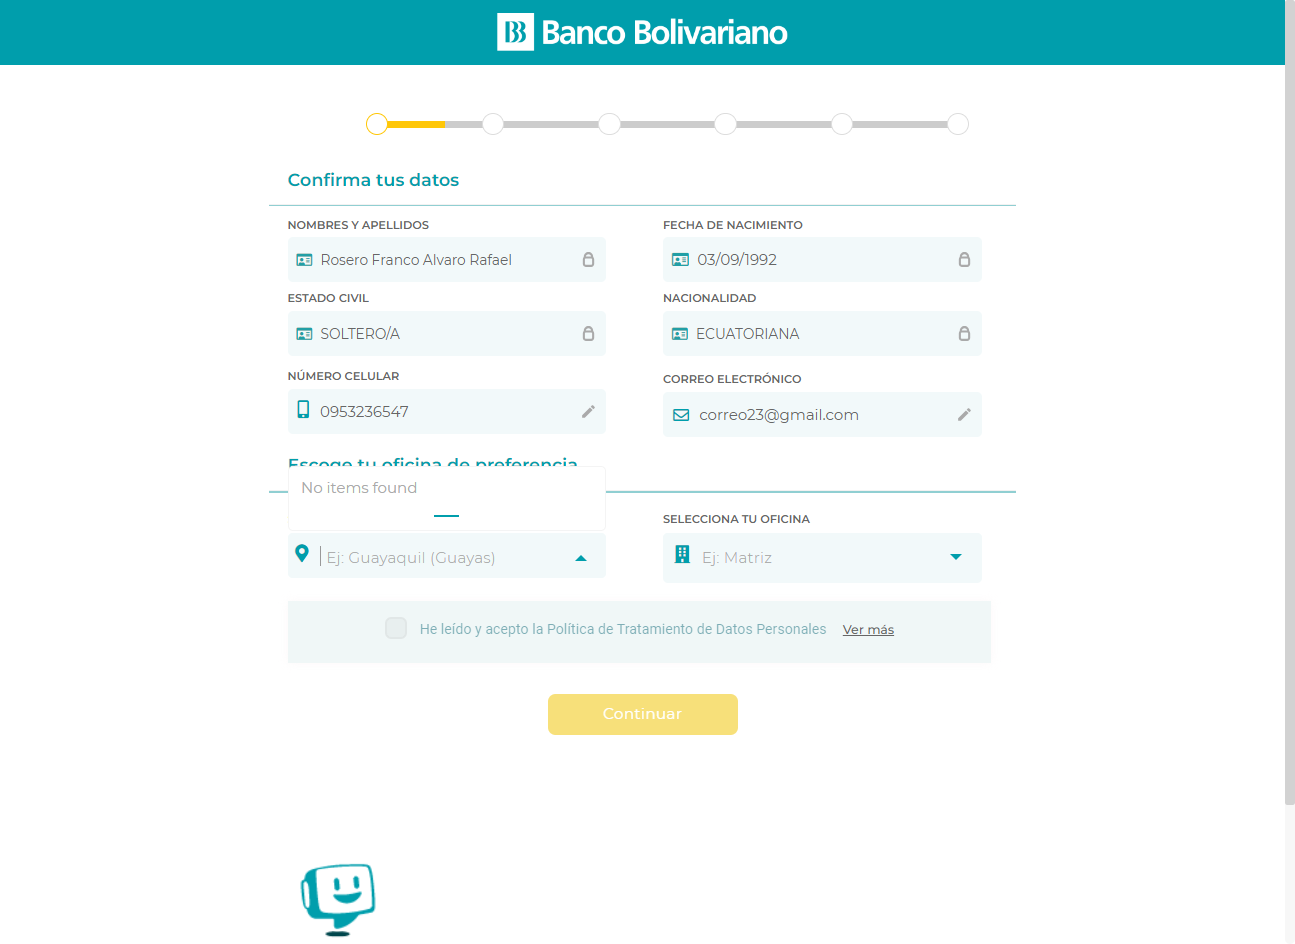 Banco Bolivariano
Confirma tus datos
NOMBRES Y APELLIDOS
Rosero Franco Alvaro Rafael
FECHA DE NACIMIENTO
03/09/1992
ESTADO CIVIL
SOLTERO/A
NACIONALIDAD
ECUATORIANA
NÚMERO CELULAR
0953236547
CORREO ELECTRÓNICO
correo23@gmail.com
Escoge tu oficina de preferencia
No items found
Ej: Guayaquil (Guayas)
SELECCIONA TU OFICINA
Ej: Matriz
He leído y acepto la Política de Tratamiento de Datos Personales Ver más
Continuar